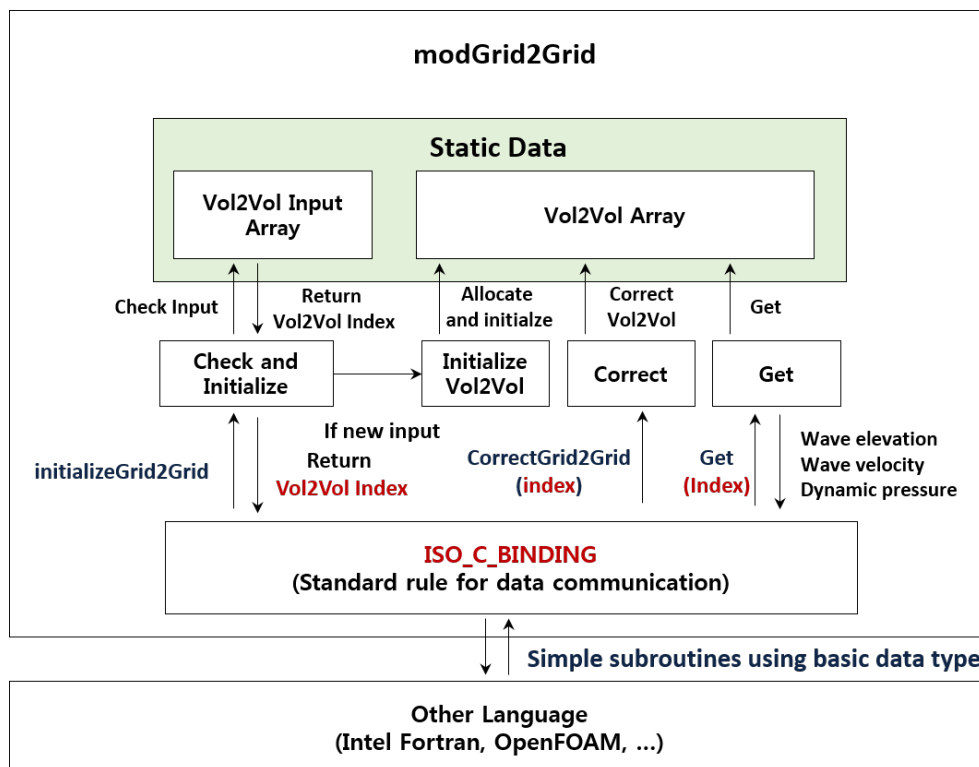 modGrid2Grid
Static Data
Vol2Vol Input
Array
Vol2Vol Array
Check Input
Return
Vol2Vol Index
Allocate
and initialze
Correct
Vol2Vol
Get
Check and
Initialize
Initialize
Vol2Vol
Correct
Get
If new input
initializeGrid2Grid
Return
Vol2Vol Index
CorrectGrid2Grid
(index)
Get
(Index)
Wave elevation
Wave velocity
Dynamic pressure
ISO_C_BINDING
(Standard rule for data communication)
Simple subroutines using basic data type
Other Language
(Intel Fortran, OpenFOAM, ...)